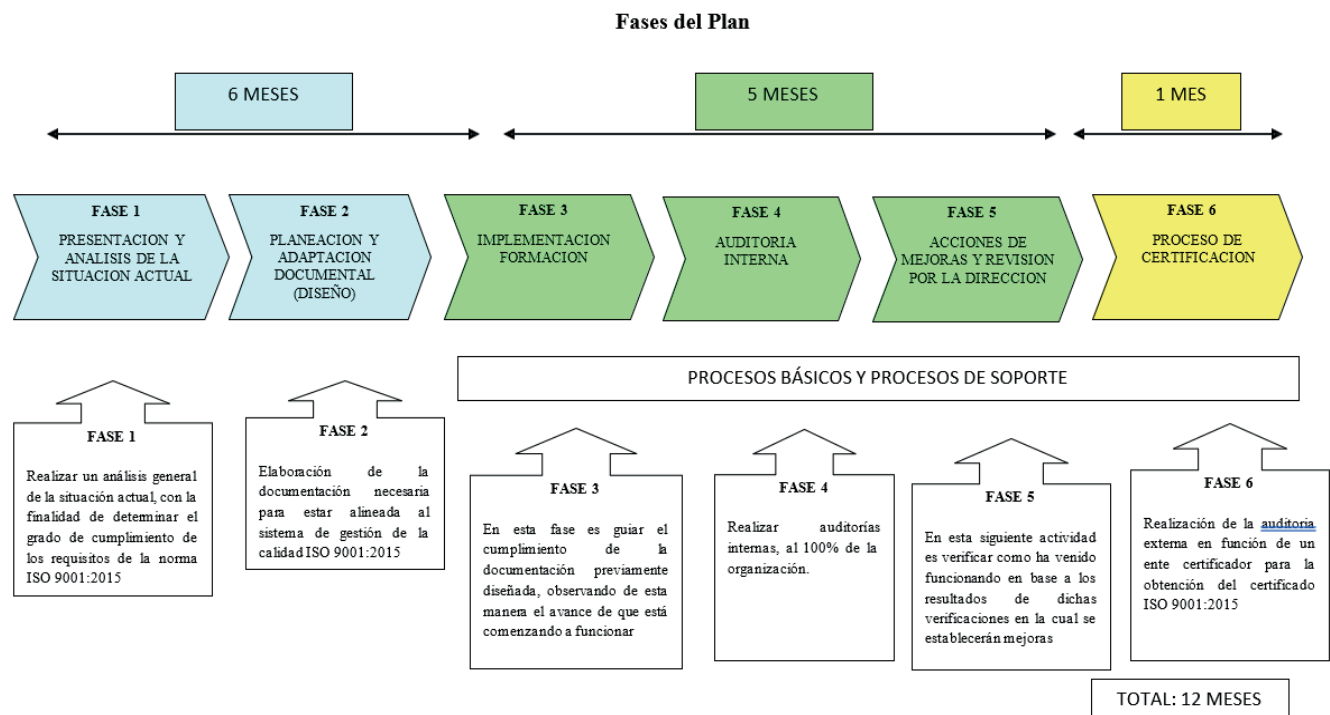 Fases del Plan
6 MESES
5 MESES
1 MES
FASE 1
PRESENTACION Y
ANALISIS DE LA
SITUACION ACTUAL
FASE 2
PLANEACION Y
ADAPTACION
DOCUMENTAL
(DISEÑO)
FASE 3
IMPLEMENTACION
FORMACION
FASE 4
AUDITORIA
INTERNA
FASE 5
ACCIONES DE
MEJORAS Y REVISION
POR LA DIRECCION
FASE 6
PROCESO DE
CERTIFICACION
PROCESOS BÁSICOS Y PROCESOS DE SOPORTE
FASE 1
Realizar un análisis general
de la situación actual, con la
finalidad de determinar el
grado de cumplimiento de
los requisitos de la norma
ISO 9001:2015
FASE 2
Elaboración de la
documentación necesaria
para estar alineada al
sistema de gestión de la
calidad ISO 9001:2015
FASE 3
En esta fase es guiar el
cumplimiento de la
documentación previamente
diseñada, observando de esta
manera el avance de que está
comenzando a funcionar
FASE 4
Realizar auditorías
internas, al 100% de la
organización.
FASE 5
En esta siguiente actividad
es verificar como ha venido
funcionando en base a los
resultados de dichas
verificaciones en la cual se
establecerán mejoras
FASE 6
Realización de la auditoria
externa en función de un
ente certificador para la
obtención del certificado
ISO 9001:2015
TOTAL: 12 MESES